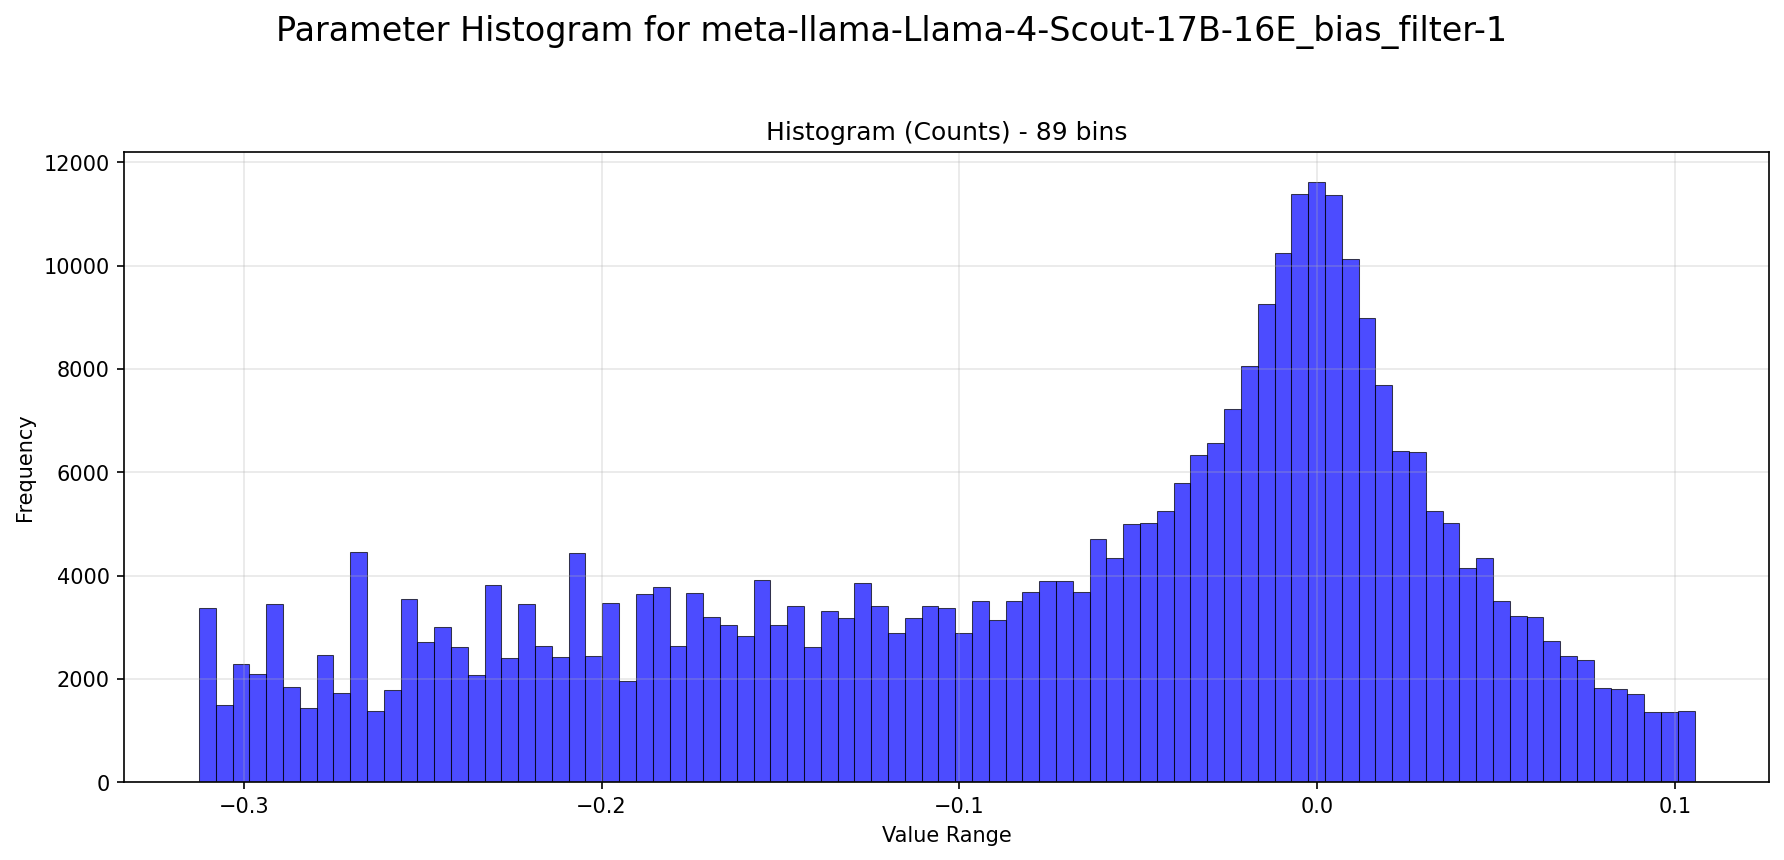 Parameter Histogram for meta-llama-Llama-4-Scout-17B-16E_bias_filter-1
Histogram (Counts) - 89 bins
12000
10000
8000
6000
4000
2000
0
Frequency
−0.3 −0.2 −0.1 0.0 0.1
Value Range